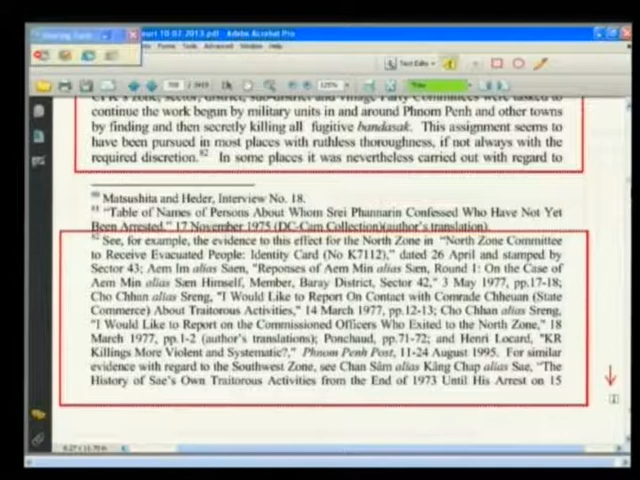 Adobe Acrobat Pro
continue the work begun by military units in and around Phnom Penh and other towns
by finding and then secretly killing all fugitive bandasak. This assignment seems to
have been pursued in most places with ruthless thoroughness, if not always with the
required discretion.82 In some places it was nevertheless carried out with regard to
80 Matsushita and Heder, Interview No. 18.
81 "Table of Names of Persons About Whom Srei Phannarin Confessed Who Have Not Yet
Been Arrested," 17 November 1975 (DC-Cam Collection)(author's translation).
82 See, for example, the evidence to this effect for the North Zone in "North Zone Committee
to Receive Evacuated People: Identity Card (No K7112)," dated 26 April and stamped by
Sector 43; Aem Im alias Saen, "Reponses of Aem Min alias Sæn, Round 1: On the Case of
Aem Min alias Sæn Himself, Member, Baray District, Sector 42," 3 May 1977, pp.17-18;
Cho Chhan alias Sreng, "I Would Like to Report On Contact with Comrade Chheuan (State
Commerce) About Traitorous Activities," 14 March 1977, pp.12-13; Cho Chhan alias Sreng,
"I Would Like to Report on the Commissioned Officers Who Exited to the North Zone," 18
March 1977, pp.1-2 (author's translations); Ponchaud, pp.71-72; and Henri Locard, "KR
Killings More Violent and Systematic?," Phnom Penh Post, 11-24 August 1995. For similar
evidence with regard to the Southwest Zone, see Chan Sâm alias Kâng Chap alias Sae, "The
History of Sae's Own Traitorous Activities from the End of 1973 Until His Arrest on 15